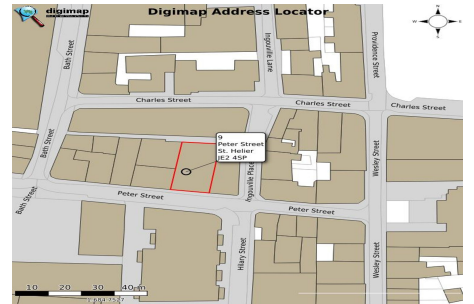 digimap
Digimap Address Locator
Bath Street
Ingouville Lane
Providence Street
Charles Street
Charles Street
Charles Street
9
Peter Street
St. Helier
JE2 4SP
Bath Street
Ingouville Place
Wesley Street
Bath Street
Peter Street
Peter Street
Hilary Street
Wesley Street
10 20 30 40 m